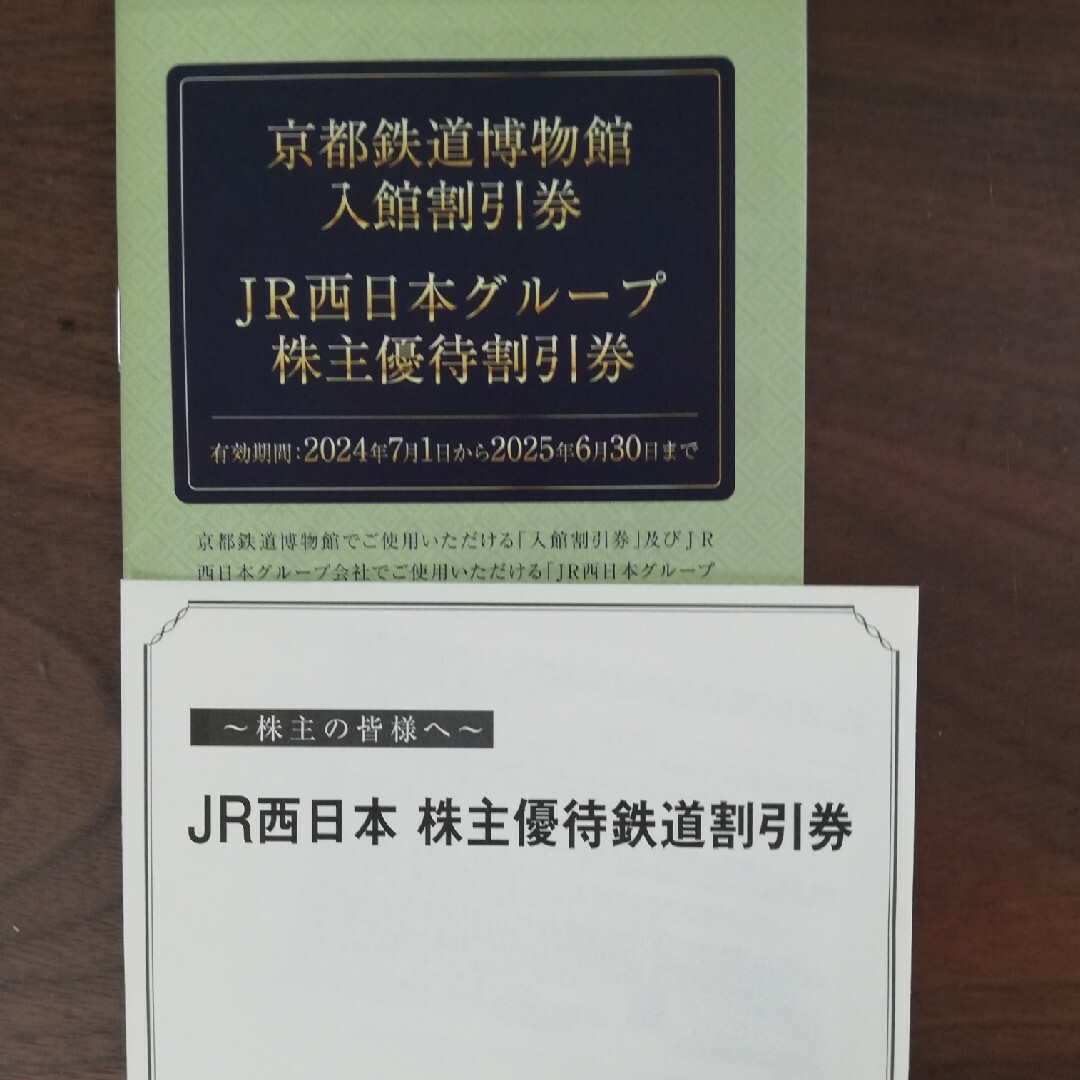 京都鉄道博物館
入館割引券
JR西日本グループ
株主優待割引券
有効期間：2024年7月1日から2025年6月30日まで
京都鉄道博物館でご使用いただける「入館割引券」及びJR
西日本グループ会社でご使用いただける「JR西日本グループ
～株主の皆様へ～
JR西日本 株主優待鉄道割引券